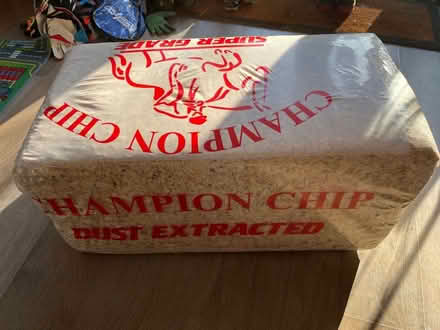 SUPER GRADE
CHAMPION CHIP
CHAMPION CHIP
DUST EXTRACTED